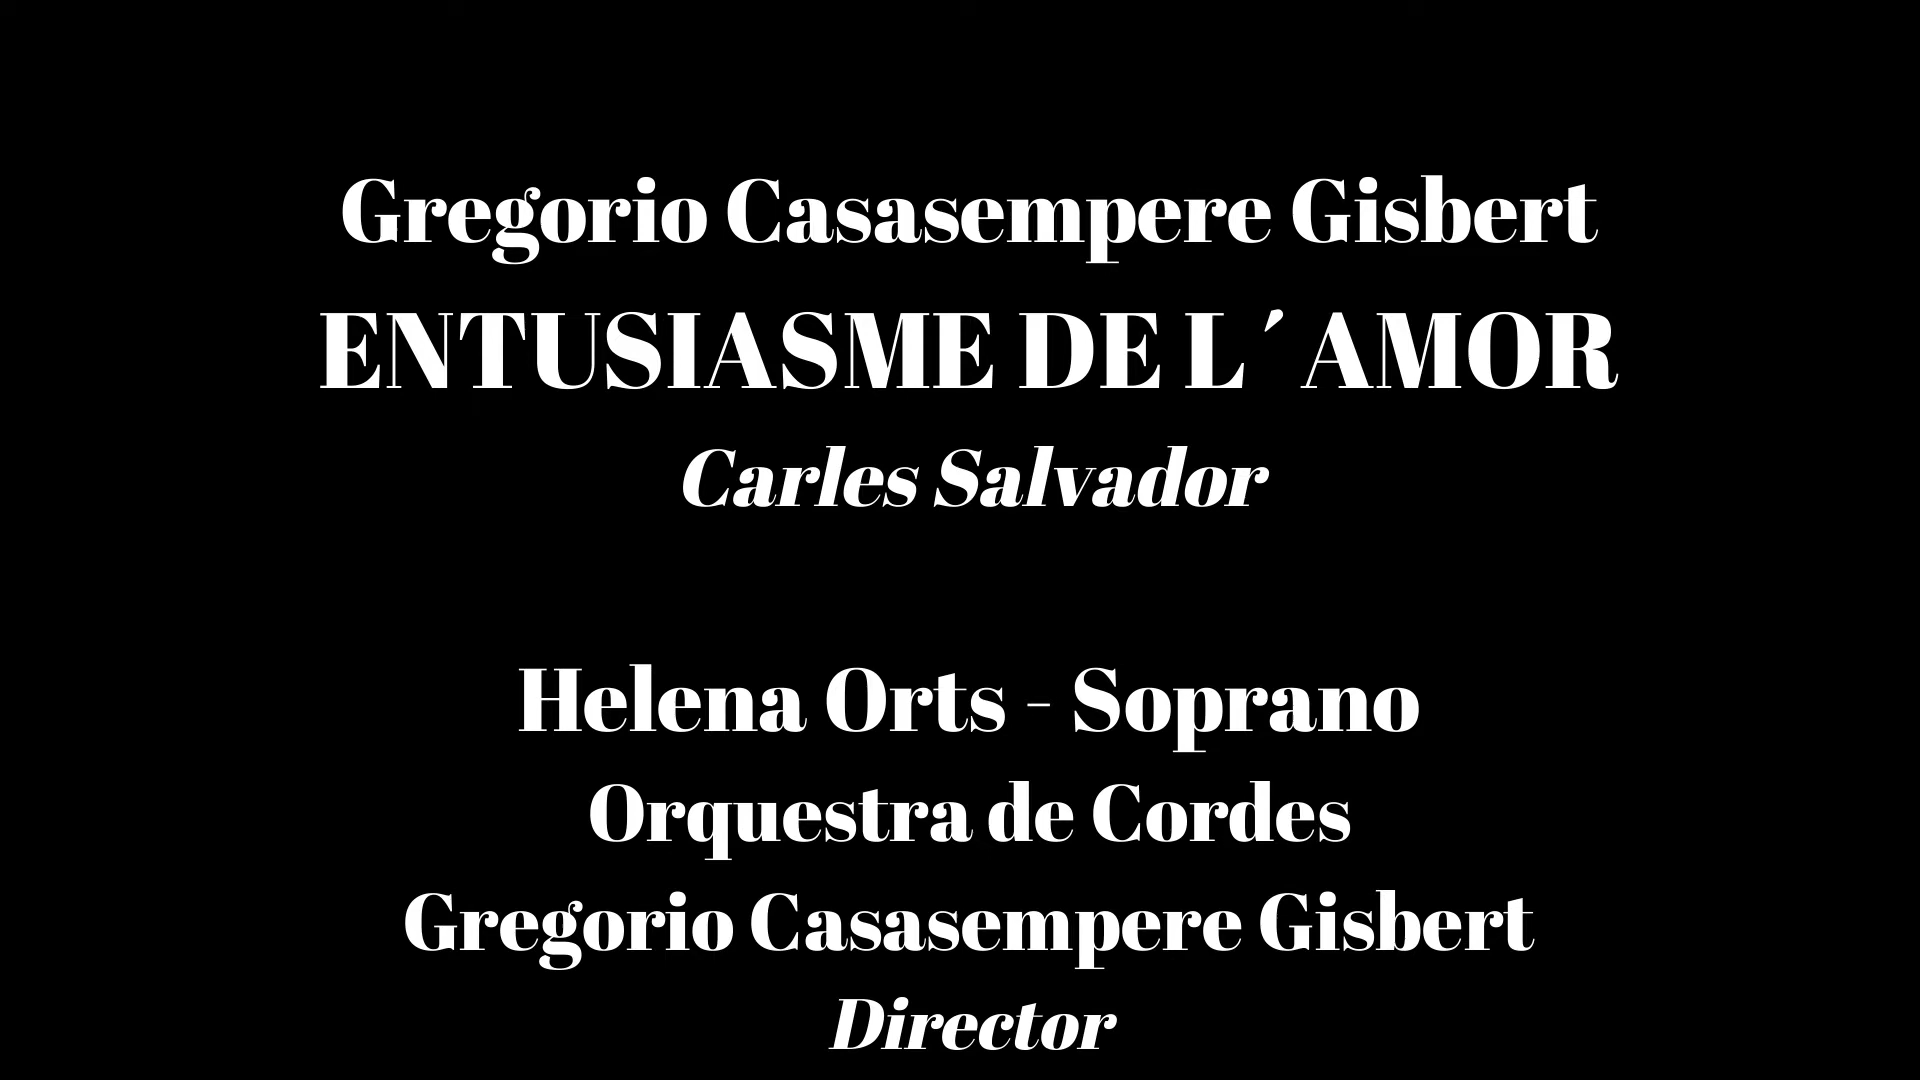 Gregorio Casasempere Gisbert
ENTUSIASME DE L´AMOR
Carles Salvador
Helena Orts - Soprano
Orquestra de Cordes
Gregorio Casasempere Gisbert
Director